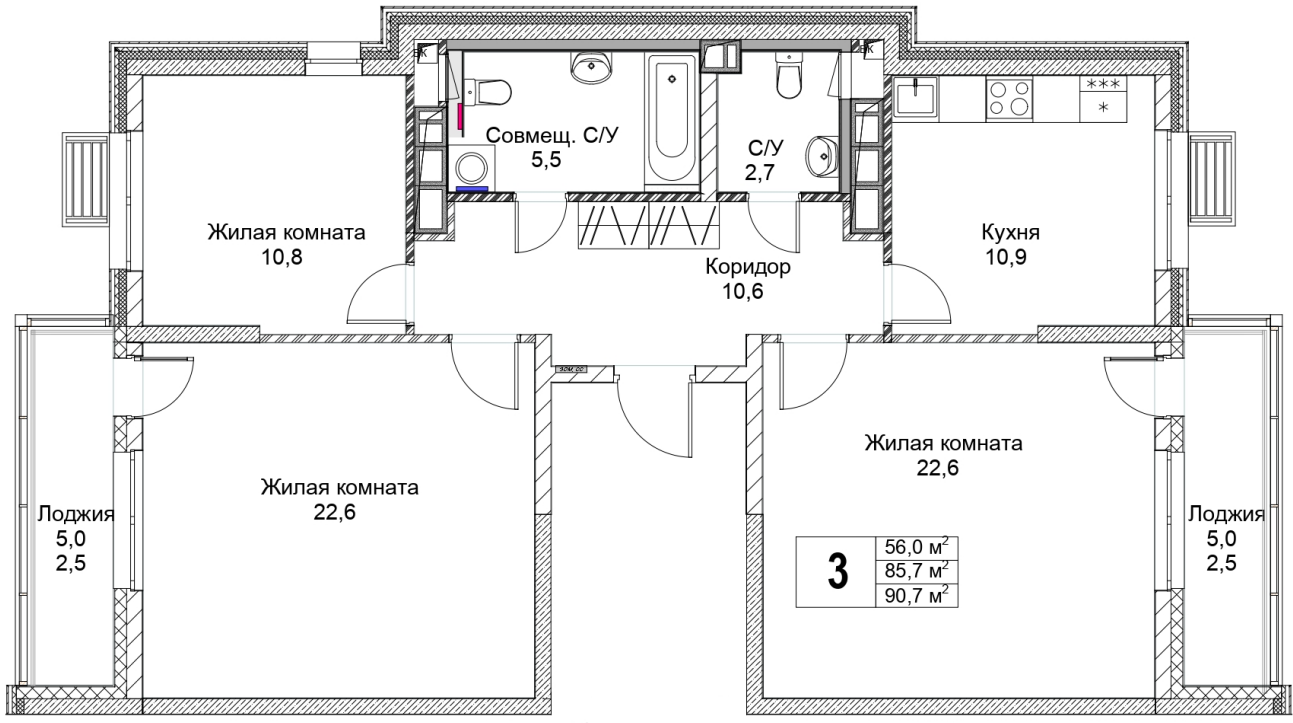 ВК
ВК
***
*
Совмещ. С/У
5,5
С/У
2,7
Жилая комната
10,8
Кухня
10,9
Коридор
10,6
Жилая комната
22,6
Жилая комната
22,6
Лоджия
5,0
2,5
Лоджия
5,0
2,5
3
56,0 м²
85,7 м²
90,7 м²